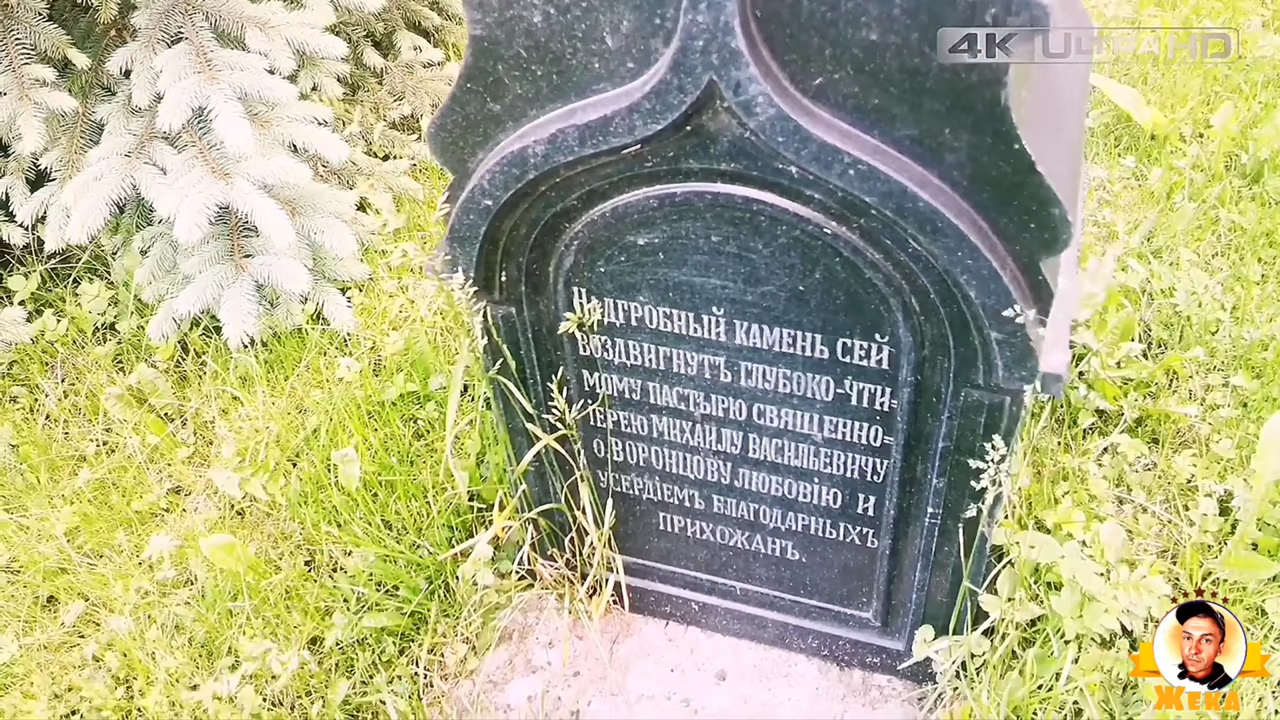 4K ULTRA HD
Надгробный камень сей
воздвигнутъ глубоко-чти=
мому пастырю священно=
іерею Михаилу Васильевичу
о. Воронцову любовію и
усердіемъ благодарныхъ
прихожанъ.
Жека